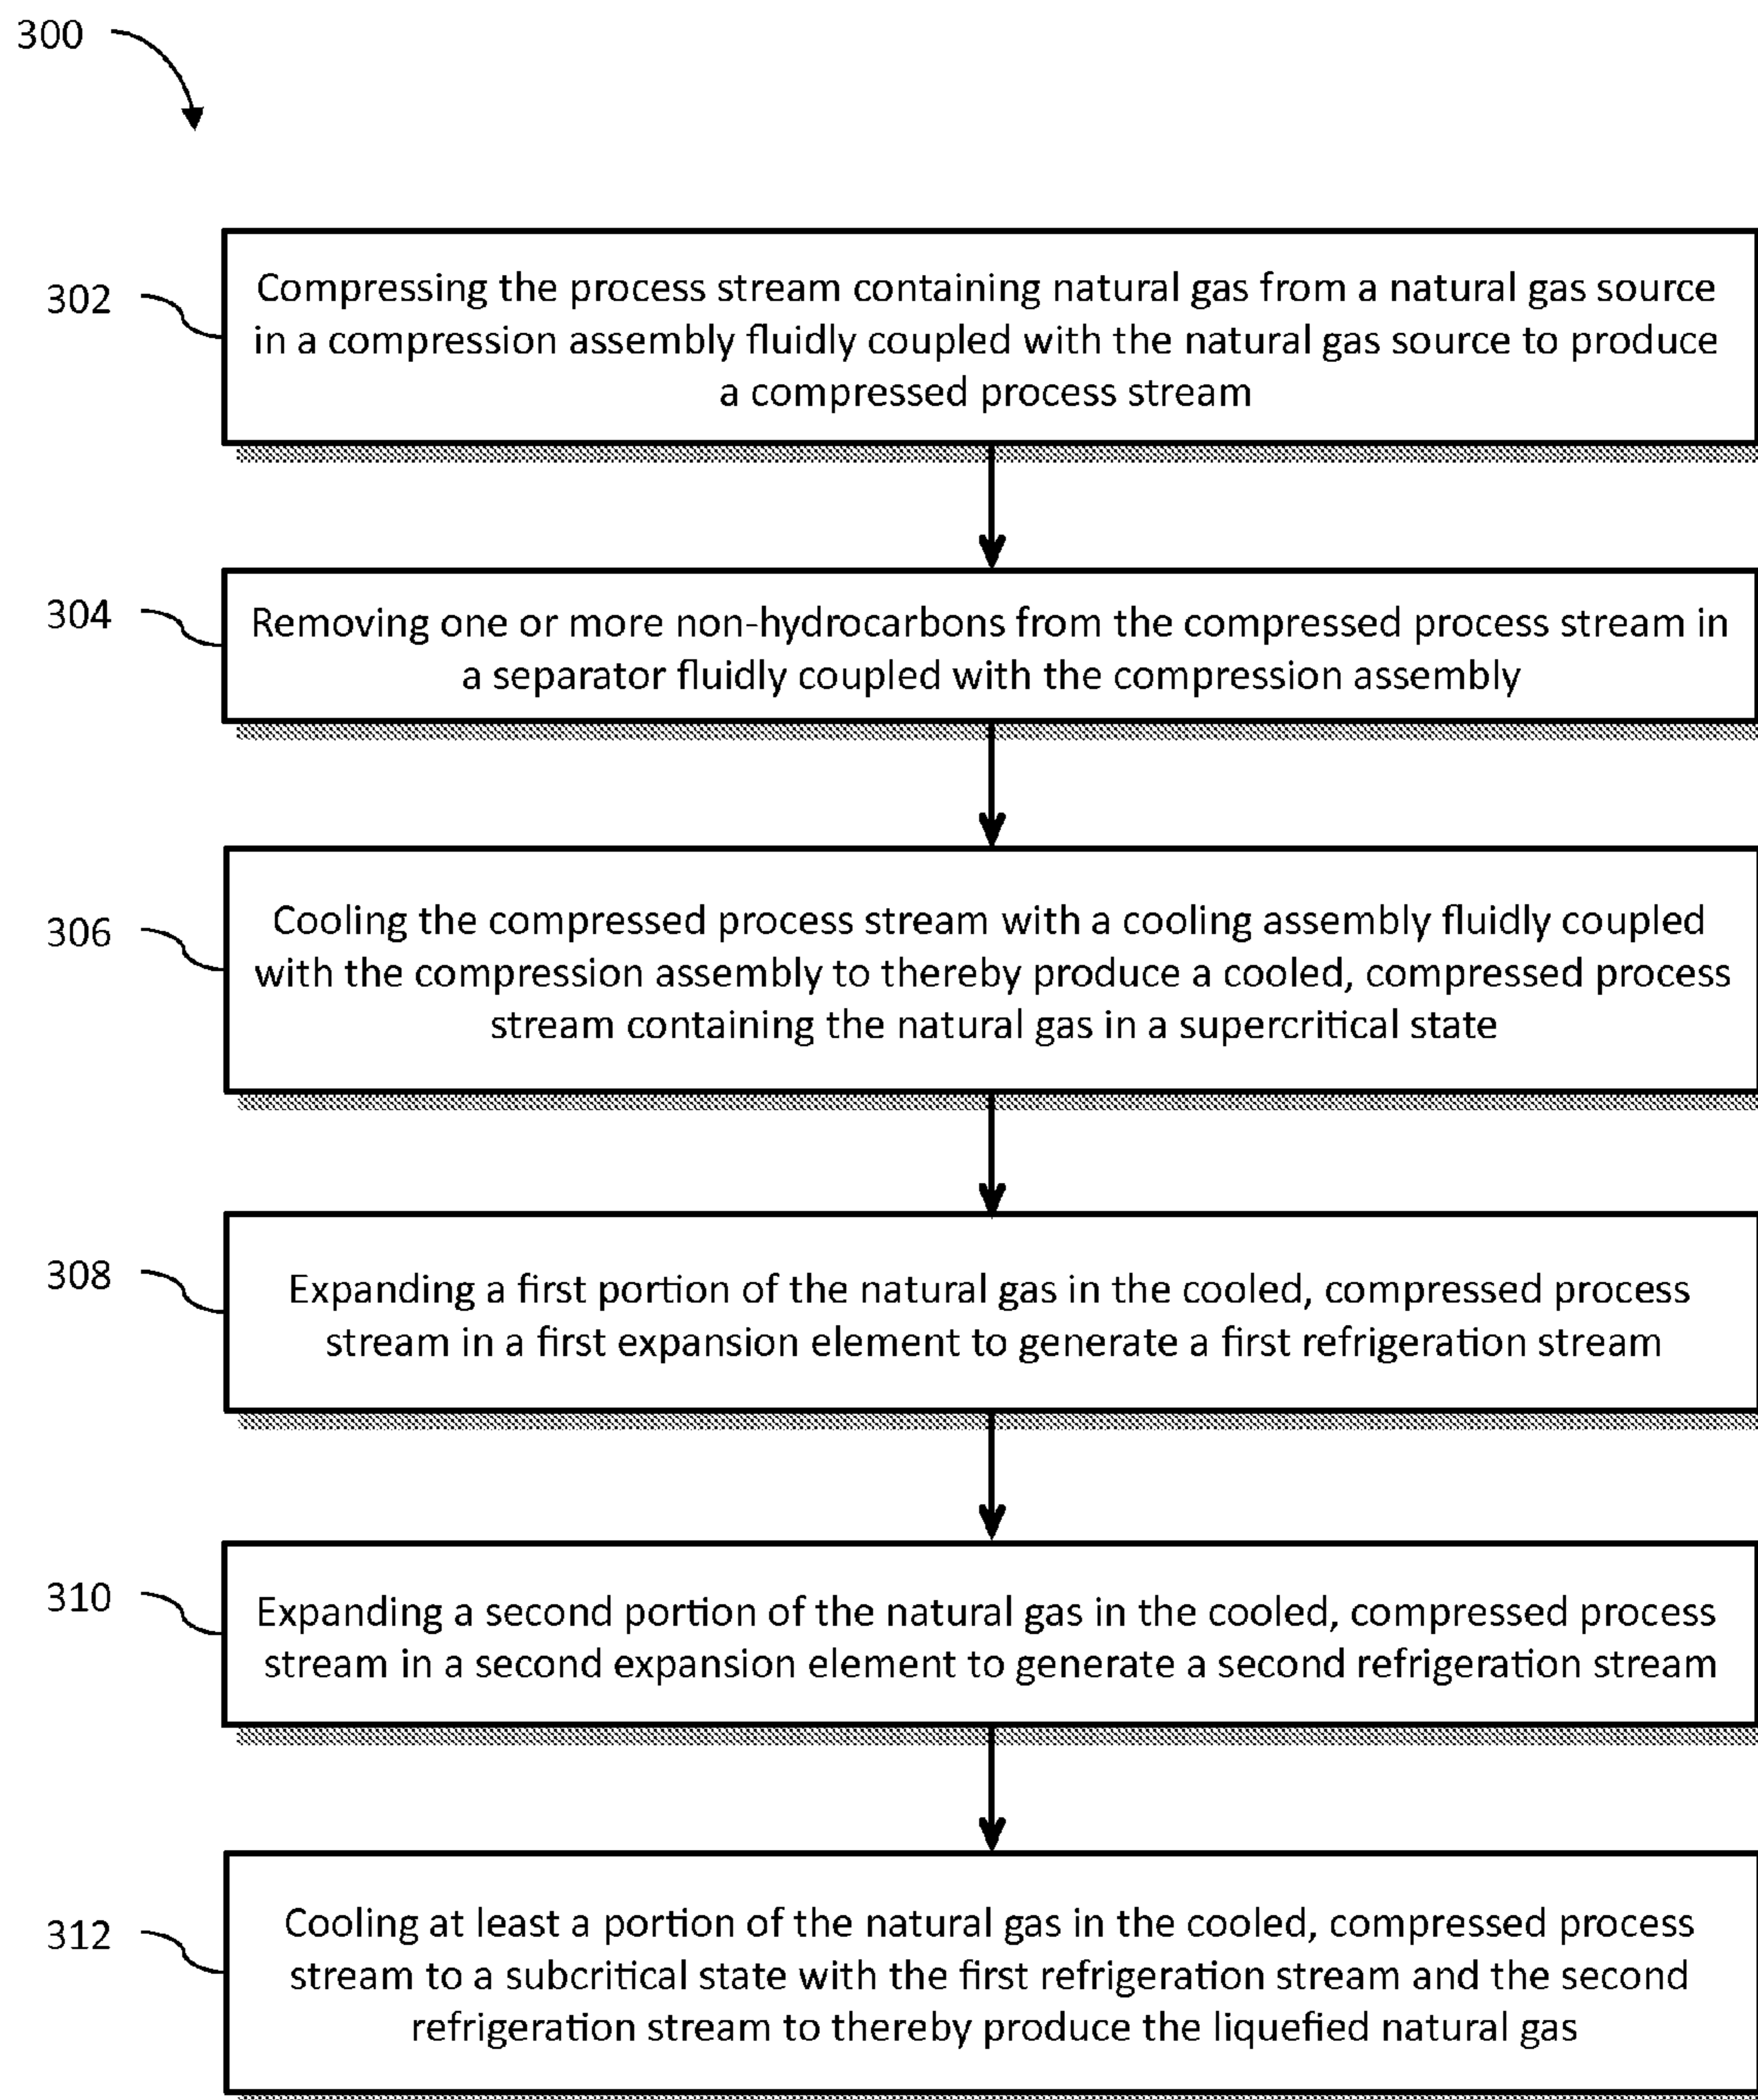 300
302
Compressing the process stream containing natural gas from a natural gas source
in a compression assembly fluidly coupled with the natural gas source to produce
a compressed process stream
304
Removing one or more non-hydrocarbons from the compressed process stream in
a separator fluidly coupled with the compression assembly
306
Cooling the compressed process stream with a cooling assembly fluidly coupled
with the compression assembly to thereby produce a cooled, compressed process
stream containing the natural gas in a supercritical state
308
Expanding a first portion of the natural gas in the cooled, compressed process
stream in a first expansion element to generate a first refrigeration stream
310
Expanding a second portion of the natural gas in the cooled, compressed process
stream in a second expansion element to generate a second refrigeration stream
312
Cooling at least a portion of the natural gas in the cooled, compressed process
stream to a subcritical state with the first refrigeration stream and the second
refrigeration stream to thereby produce the liquefied natural gas